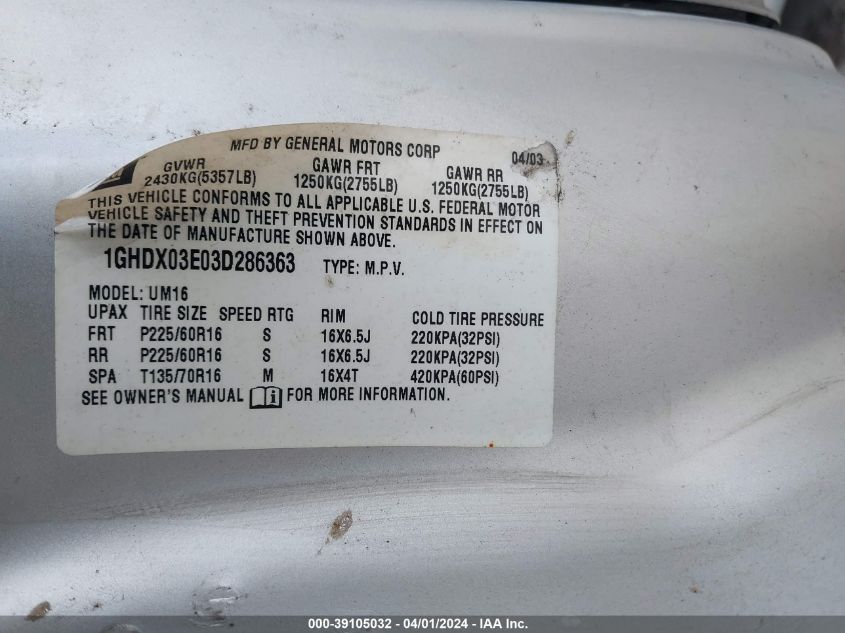 MFD BY GENERAL MOTORS CORP 04/03
GVWR GAWR FRT GAWR RR
2430KG(5357LB) 1250KG(2755LB) 1250KG(2755LB)
THIS VEHICLE CONFORMS TO ALL APPLICABLE U.S. FEDERAL MOTOR
VEHICLE SAFETY AND THEFT PREVENTION STANDARDS IN EFFECT ON
THE DATE OF MANUFACTURE SHOWN ABOVE.
1GHDX03E03D286363 TYPE: M.P.V.
MODEL: UM16
UPAX TIRE SIZE SPEED RTG RIM COLD TIRE PRESSURE
FRT P225/60R16 S 16X6.5J 220KPA(32PSI)
RR P225/60R16 S 16X6.5J 220KPA(32PSI)
SPA T135/70R16 M 16X4T 420KPA(60PSI)
SEE OWNER'S MANUAL FOR MORE INFORMATION.
000-39105032 - 04/01/2024 - IAA Inc.